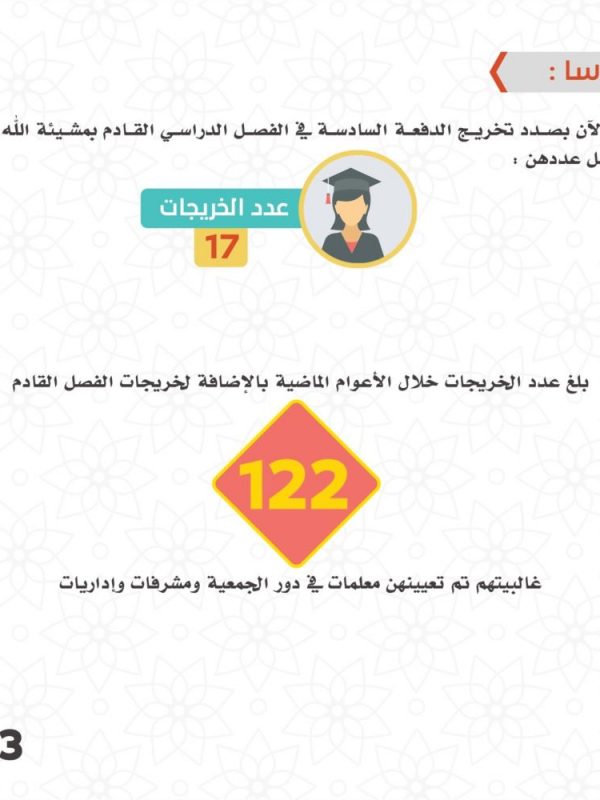 لآن بصدد تخريج الدفعة السادسة في الفصل الدراسي القادم بمشيئة الله
عددهن :
عدد الخريجات
17
بلغ عدد الخريجات خلال الأعوام الماضية بالإضافة لخريجات الفصل القادم
122
غالبيتهم تم تعيينهن معلمات في دور الجمعية ومشرفات وإداريات
3